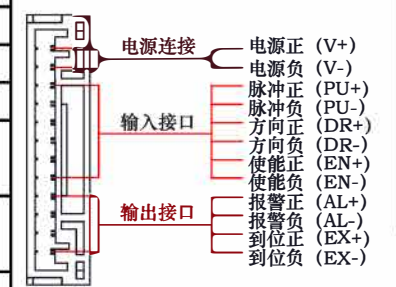 电源连接
电源正（V+）
电源负（V-）
输入接口
脉冲正（PU+）
脉冲负（PU-）
方向正（DR+）
方向负（DR-）
使能正（EN+）
使能负（EN-）
输出接口
报警正（AL+）
报警负（AL-）
到位正（EX+）
到位负（EX-）